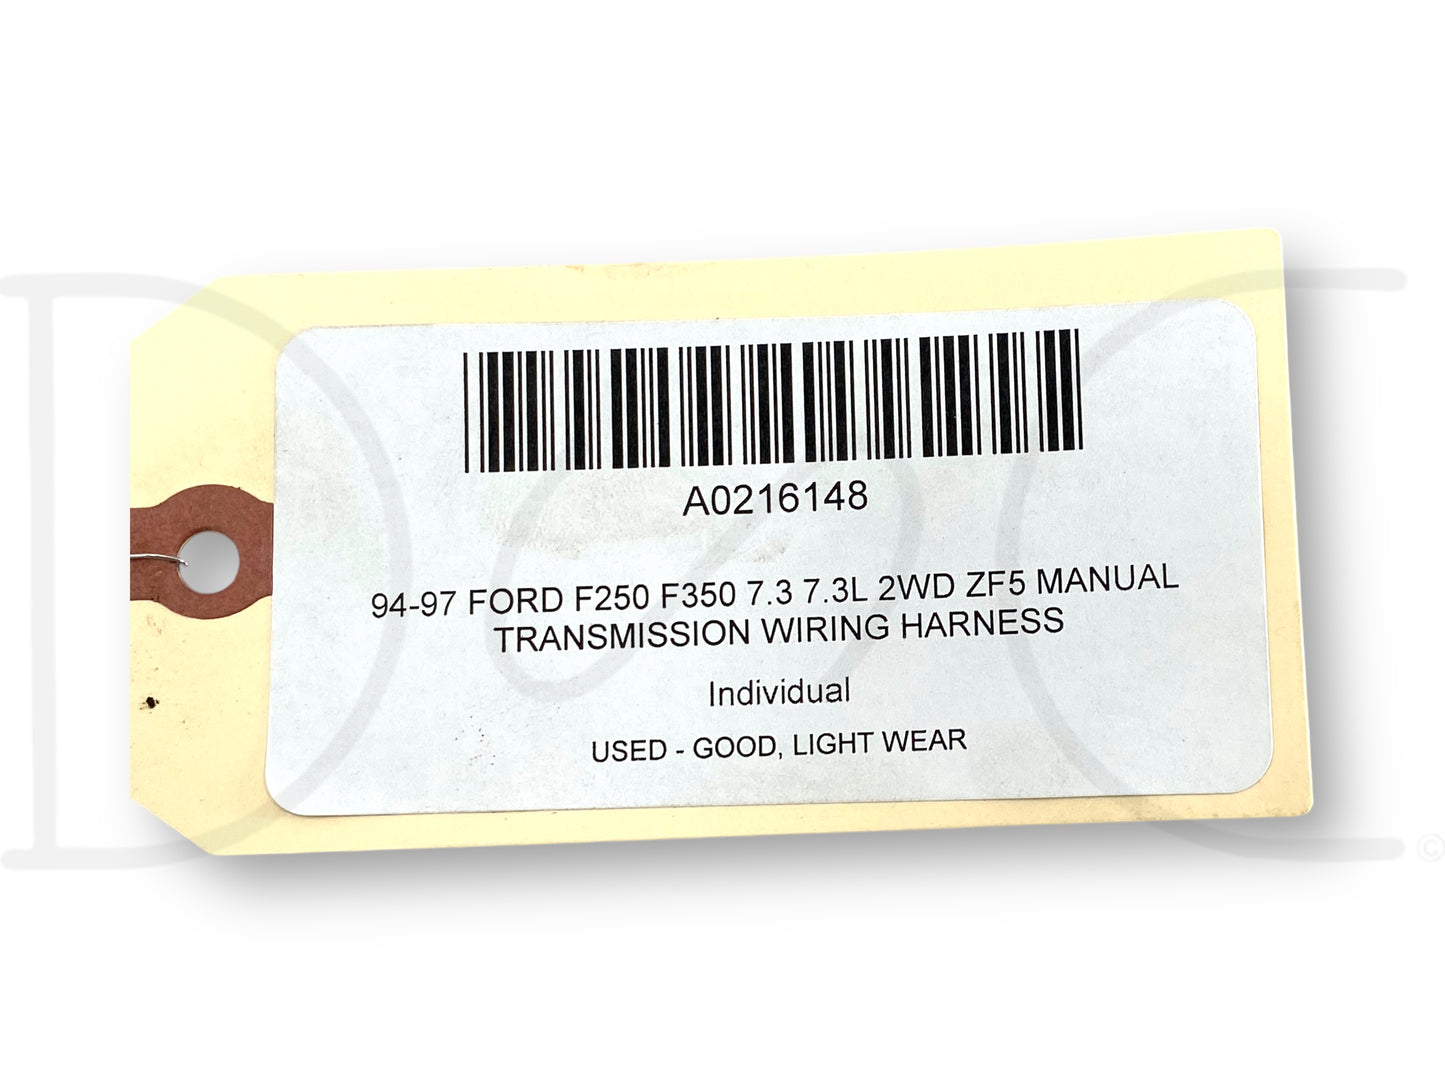 A0216148
94-97 FORD F250 F350 7.3 7.3L 2WD ZF5 MANUAL
TRANSMISSION WIRING HARNESS
Individual
USED - GOOD, LIGHT WEAR
D C ©